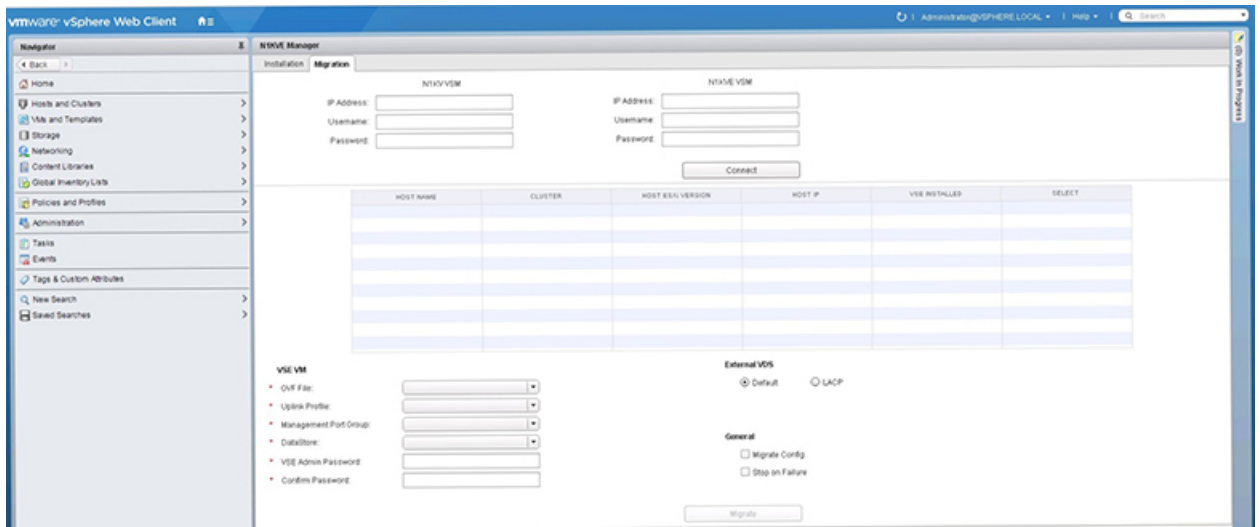 vmware® vSphere Web Client
Administrator@VSPHERE.LOCAL
Help
Search
Navigator
Back
Home
Hosts and Clusters
VMs and Templates
Storage
Networking
Content Libraries
Global Inventory Lists
Policies and Profiles
Administration
Tasks
Events
Tags & Custom Attributes
New Search
Saved Searches
N1KVE Manager
Installation Migration
N1KV VSM
IP Address:
Username:
Password:
N1KVE VSM
IP Address:
Username:
Password:
Connect
HOST NAME CLUSTER HOST ESXi VERSION HOST IP VSE INSTALLED SELECT
VSE VM
* OVF File:
* Uplink Profile:
* Management Port Group:
* DataStore:
* VSE Admin Password:
* Confirm Password:
External VDS
Default LACP
General
Migrate Config
Stop on Failure
Migrate
(0) Work In Progress